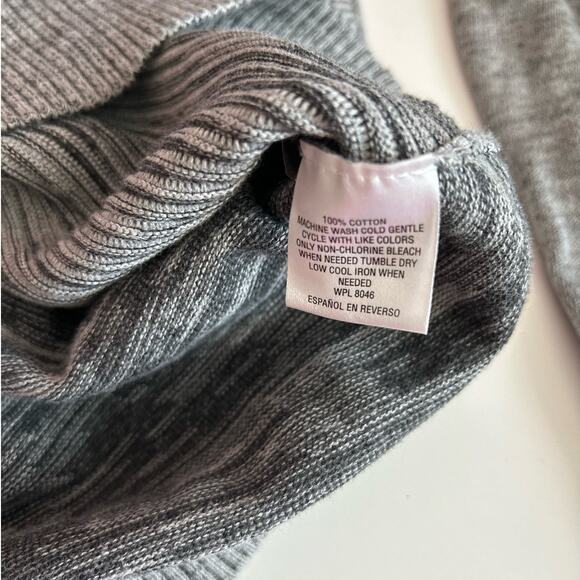 100% COTTON
MACHINE WASH COLD GENTLE
CYCLE WITH LIKE COLORS
ONLY NON-CHLORINE BLEACH
WHEN NEEDED TUMBLE DRY
LOW COOL IRON WHEN
NEEDED
WPL 8046
ESPAÑOL EN REVERSO